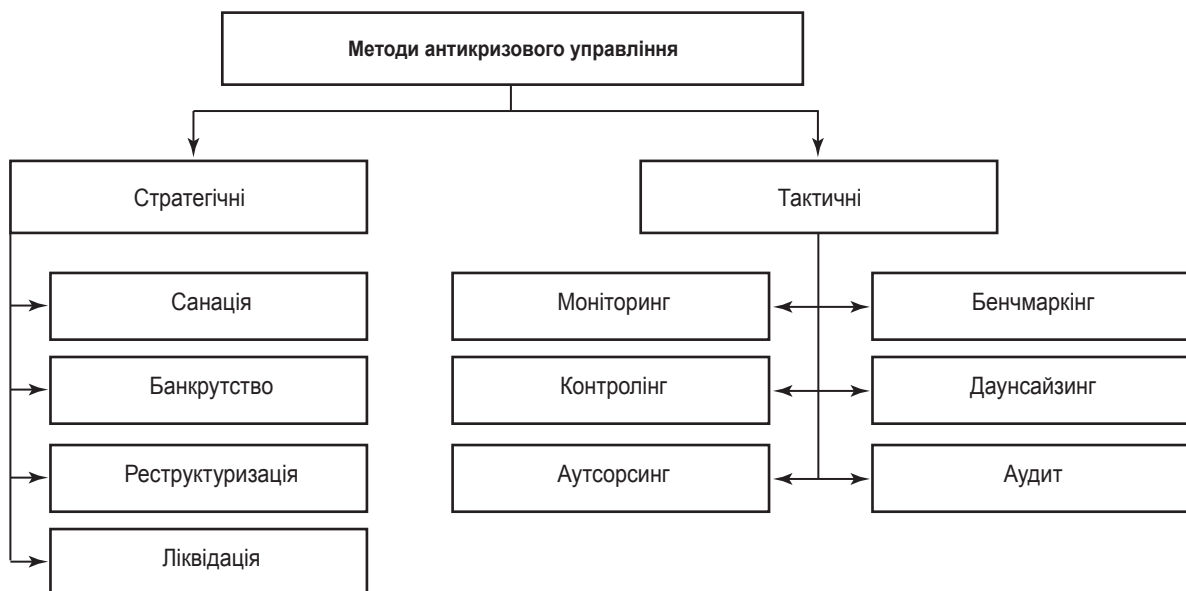 Методи антикризового управління
Стратегічні
Тактичні
Санація
Моніторинг
Бенчмаркінг
Банкрутство
Контролінг
Даунсайзинг
Реструктуризація
Аутсорсинг
Аудит
Ліквідація